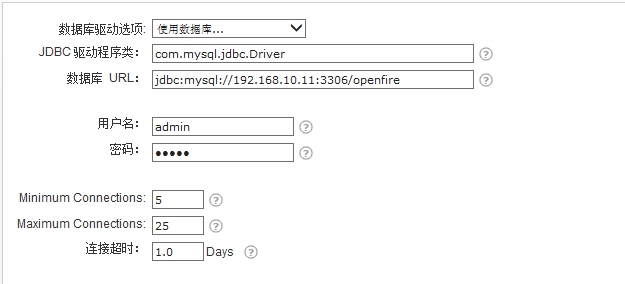 数据库驱动选项: 使用数据库...
JDBC 驱动程序类: com.mysql.jdbc.Driver ?
数据库 URL: jdbc:mysql://192.168.10.11:3306/openfire ?
用户名: admin ?
密码: ●●●●● ?
Minimum Connections: 5 ?
Maximum Connections: 25 ?
连接超时: 1.0 Days ?